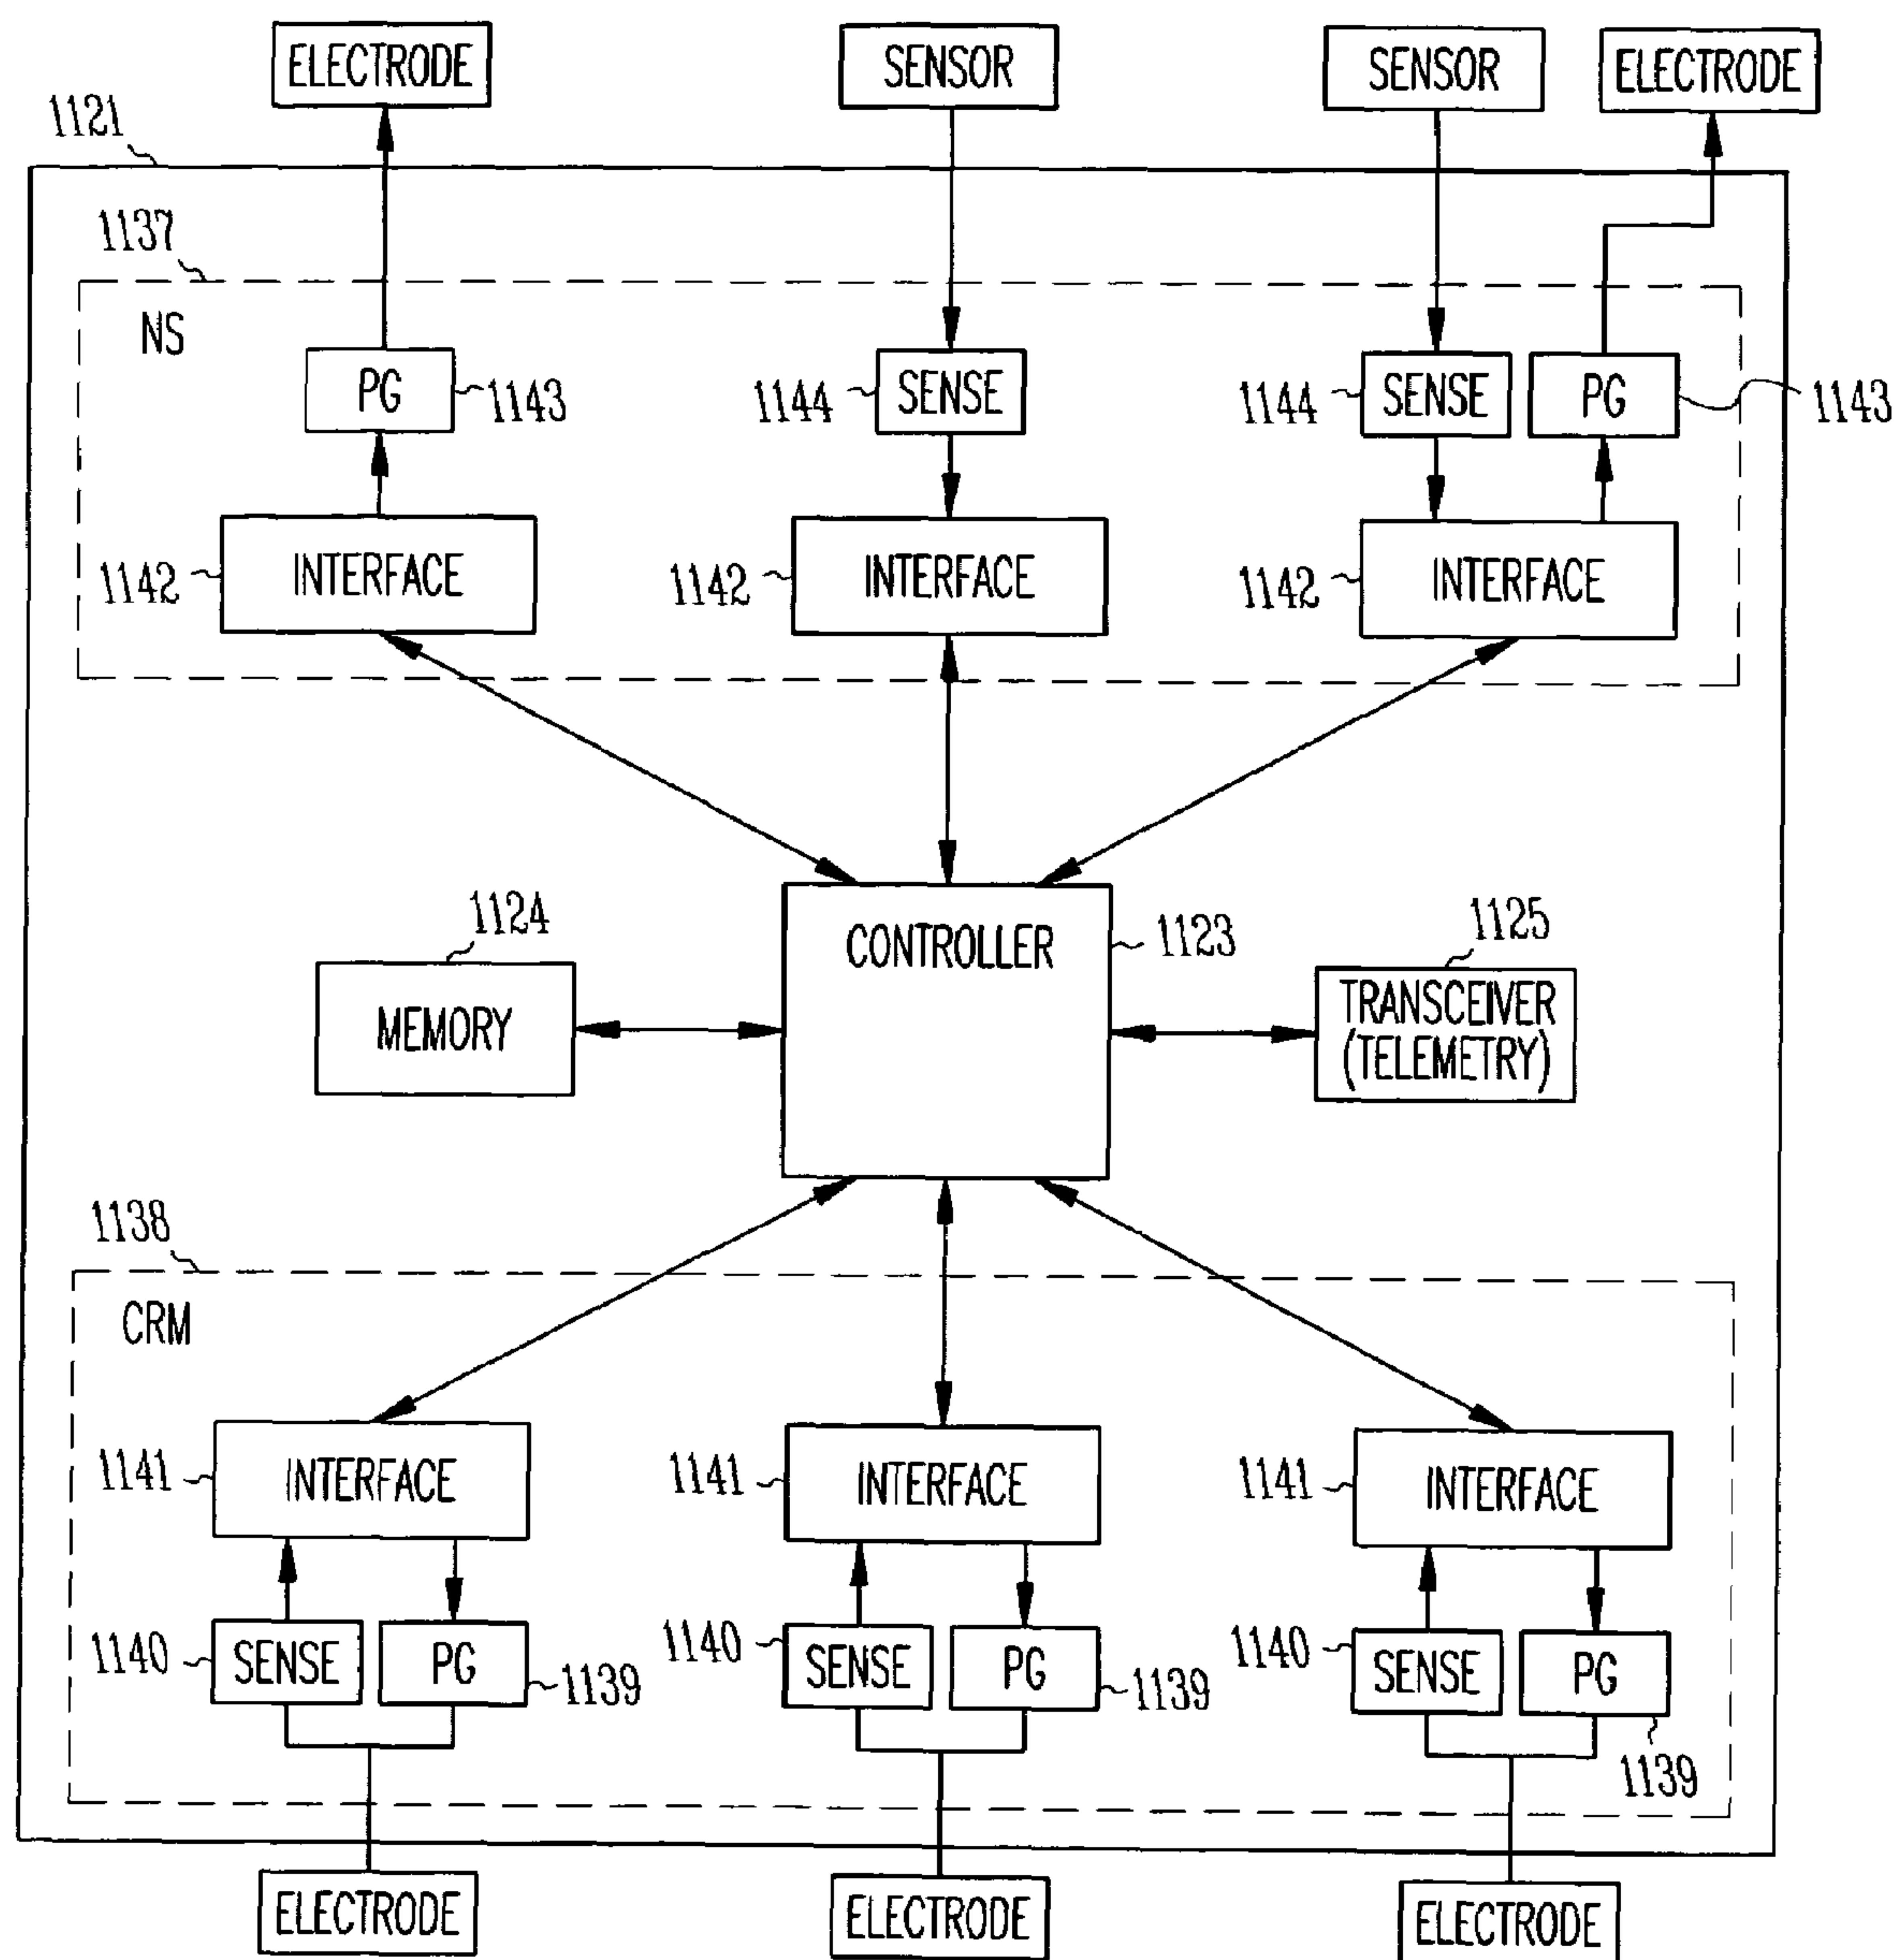 ELECTRODE
SENSOR
SENSOR
ELECTRODE
1121
1137
NS
PG
1143
1144
SENSE
1144
SENSE
PG
1143
1142
INTERFACE
1142
INTERFACE
1142
INTERFACE
1124
MEMORY
CONTROLLER
1123
1125
TRANSCEIVER
(TELEMETRY)
1138
CRM
1141
INTERFACE
1141
INTERFACE
1141
INTERFACE
1140
SENSE
PG
1139
1140
SENSE
PG
1139
1140
SENSE
PG
1139
ELECTRODE
ELECTRODE
ELECTRODE